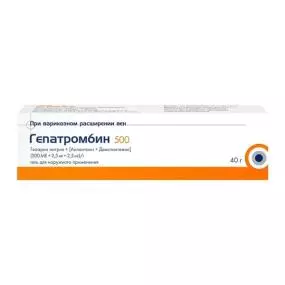 При варикозном расширении вен
Гепатромбин 500
Гепарин натрия + [Аллантоин + Декспантенол]
(500 МЕ + 2,5 мг + 2,5 мг)/г
гель для наружного применения
40 г